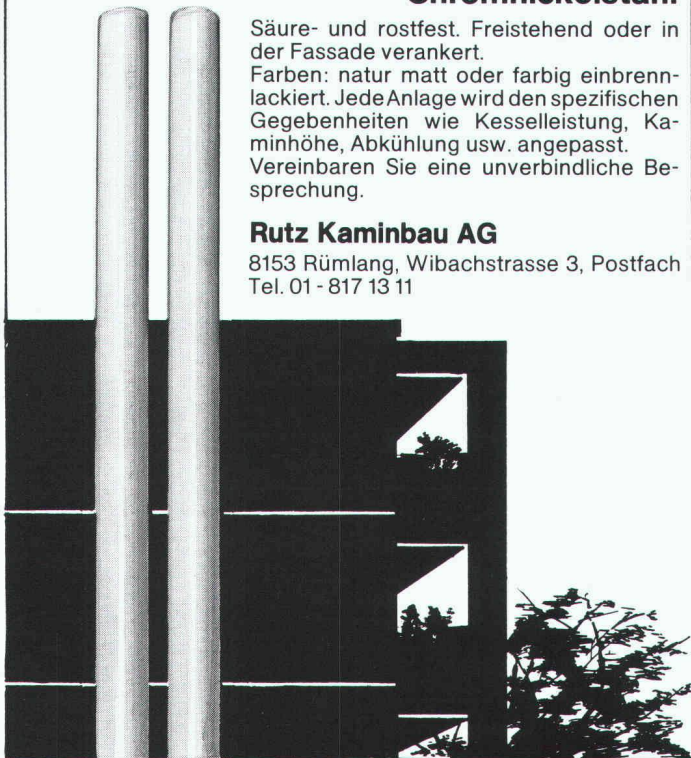 Chromnickelstahl
Säure- und rostfest. Freistehend oder in
der Fassade verankert.
Farben: natur matt oder farbig einbrenn-
lackiert. Jede Anlage wird den spezifischen
Gegebenheiten wie Kesselleistung, Ka-
minhöhe, Abkühlung usw. angepasst.
Vereinbaren Sie eine unverbindliche Be-
sprechung.
Rutz Kaminbau AG
8153 Rümlang, Wibachstrasse 3, Postfach
Tel. 01 - 817 13 11